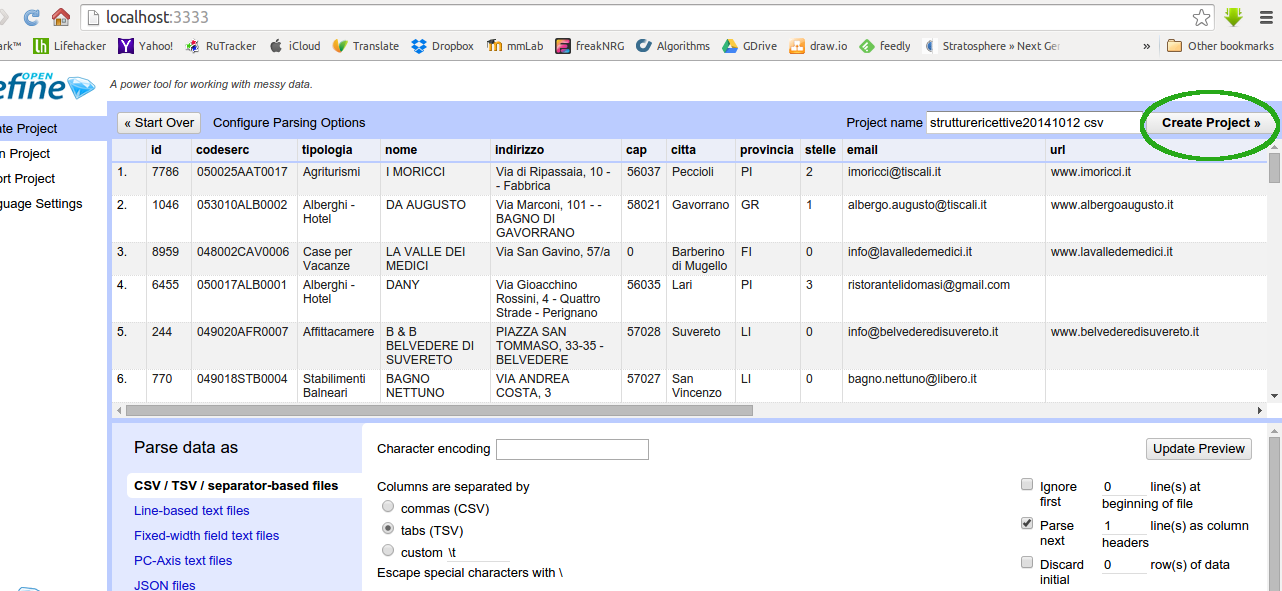 localhost:3333
ark™ Lifehacker Yahoo! RuTracker iCloud Translate Dropbox mmLab freakNRG Algorithms GDrive draw.io feedly Stratosphere » Next Ger » Other bookmarks
OPEN
efine
A power tool for working with messy data.
ate Project
n Project
ort Project
guage Settings
« Start Over Configure Parsing Options Project name strutturericettive20141012 csv Create Project »
id codeserc tipologia nome indirizzo cap citta provincia stelle email url
1. 7786 050025AAT0017 Agriturismi I MORICCI Via di Ripassaia, 10 - 56037 Peccioli PI 2 imoricci@tiscali.it www.imoricci.it
- Fabbrica
2. 1046 053010ALB0002 Alberghi - DA AUGUSTO Via Marconi, 101 - - 58021 Gavorrano GR 1 albergo.augusto@tiscali.it www.albergoaugusto.it
Hotel BAGNO DI
GAVORRANO
3. 8959 048002CAV0006 Case per LA VALLE DEI Via San Gavino, 57/a 0 Barberino FI 0 info@lavalledemedici.it www.lavalledemedici.it
Vacanze MEDICI di Mugello
4. 6455 050017ALB0001 Alberghi - DANY Via Gioacchino 56035 Lari PI 3 ristorantelidomasi@gmail.com
Hotel Rossini, 4 - Quattro
Strade - Perignano
5. 244 049020AFR0007 Affittacamere B & B PIAZZA SAN 57028 Suvereto LI 0 info@belvederedisuvereto.it www.belvederedisuvereto.it
BELVEDERE DI TOMMASO, 33-35 -
SUVERETO BELVEDERE
6. 770 049018STB0004 Stabilimenti BAGNO VIA ANDREA 57027 San LI 0 bagno.nettuno@libero.it
Balneari NETTUNO COSTA, 3 Vincenzo
Parse data as
CSV / TSV / separator-based files
Line-based text files
Fixed-width field text files
PC-Axis text files
JSON files
Character encoding
Update Preview
Columns are separated by
commas (CSV)
tabs (TSV)
custom \t
Escape special characters with \
Ignore 0 line(s) at
first beginning of file
Parse 1 line(s) as column
next headers
Discard 0 row(s) of data
initial